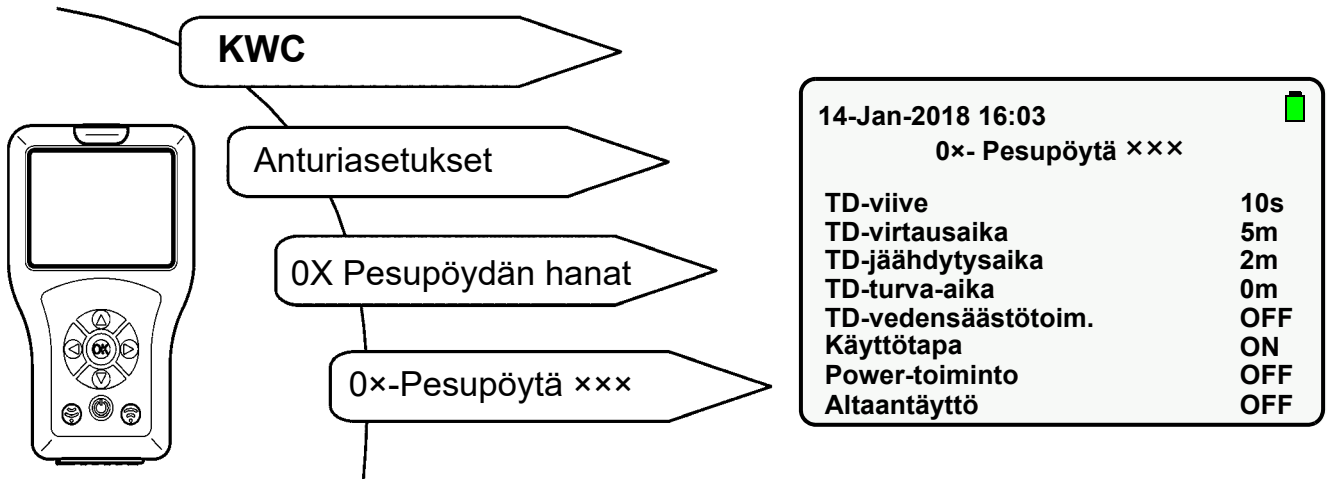 KWC
Anturiasetukset
0X Pesupöydän hanat
0×-Pesupöytä ×××
OK
14-Jan-2018 16:03
0×- Pesupöytä ×××
TD-viive 10s
TD-virtausaika 5m
TD-jäähdytysaika 2m
TD-turva-aika 0m
TD-vedensäästötoim. OFF
Käyttötapa ON
Power-toiminto OFF
Altaantäyttö OFF